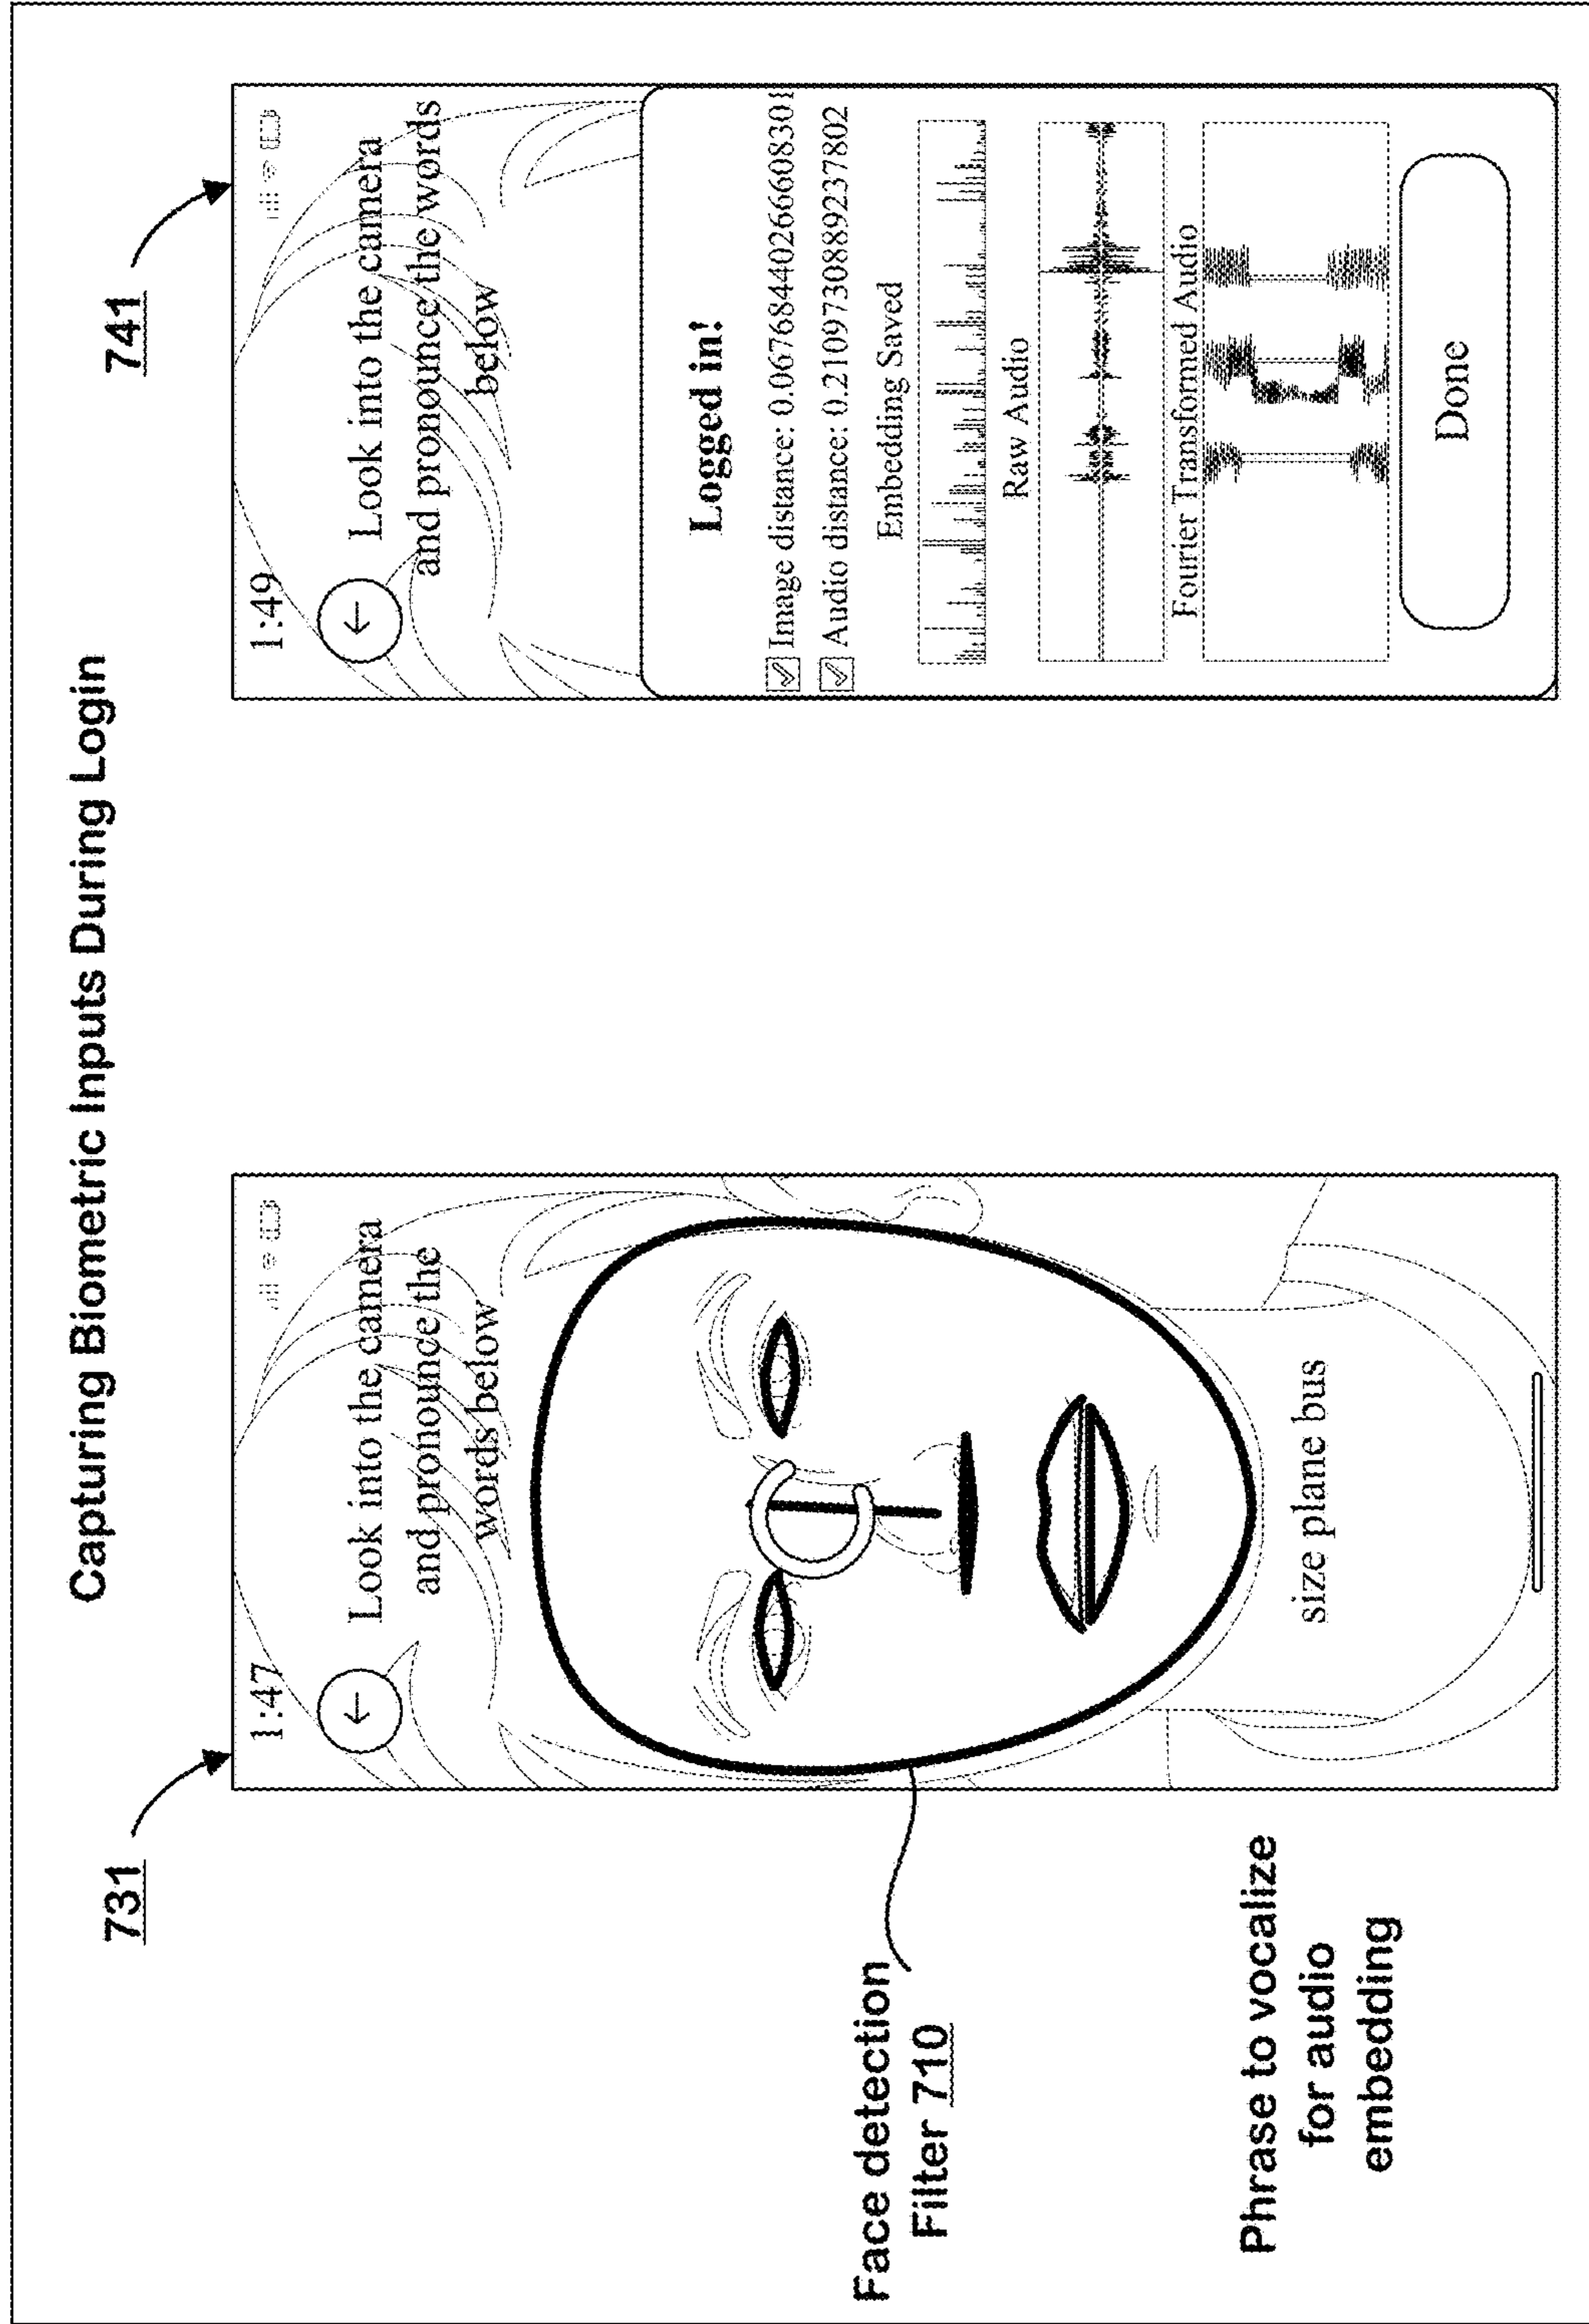 Capturing Biometric Inputs During Login
731
1:47
Look into the camera
and pronounce the
words below
size plane bus
Face detection
Filter 710
Phrase to vocalize
for audio
embedding
741
1:49
Look into the camera
and pronounce the words
below
Logged in!
Image distance: 0.0676844026660830
Audio distance: 0.21097308892378​02
Embedding Saved
Raw Audio
Fourier Transformed Audio
Done